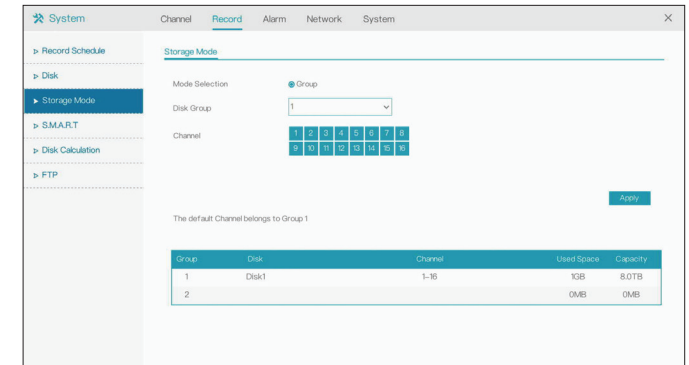 System
Channel Record Alarm Network System
Record Schedule
Disk
Storage Mode
S.M.A.R.T
Disk Calculation
FTP
Storage Mode
Mode Selection Group
Disk Group 1
Channel 1 2 3 4 5 6 7 8
9 10 11 12 13 14 15 16
Apply
The default Channel belongs to Group 1
Group Disk Channel Used Space Capacity
1 Disk1 1-16 1GB 8.0TB
2 0MB 0MB